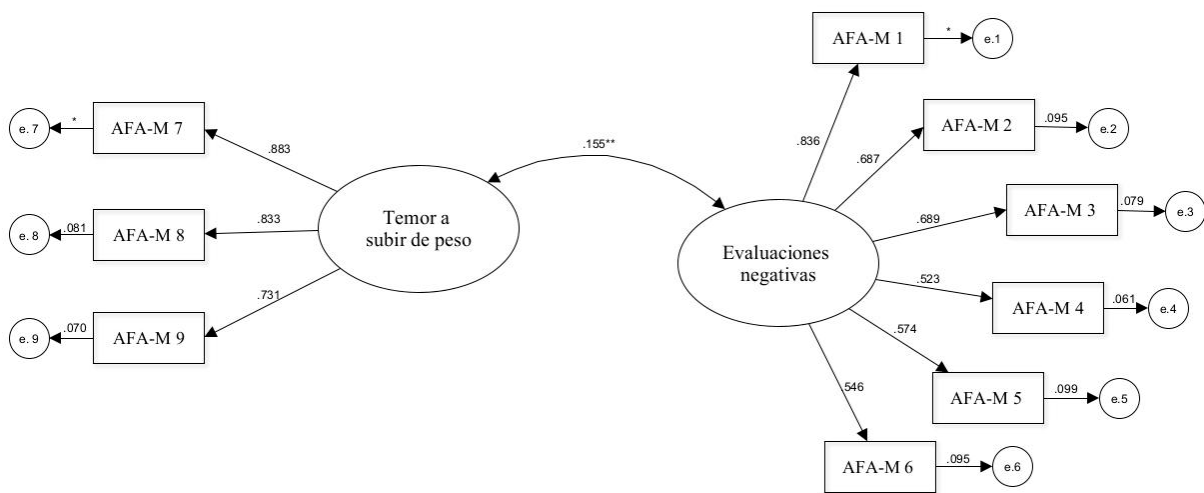 AFA-M 1
*
e.1
AFA-M 2
.095
e.2
AFA-M 3
.079
e.3
AFA-M 4
.061
e.4
AFA-M 5
.099
e.5
AFA-M 6
.095
e.6
.836
.687
.689
.523
.574
.546
Evaluaciones
negativas
.155**
Temor a
subir de peso
.883
.833
.731
AFA-M 7
*
e. 7
AFA-M 8
.081
e. 8
AFA-M 9
.070
e. 9